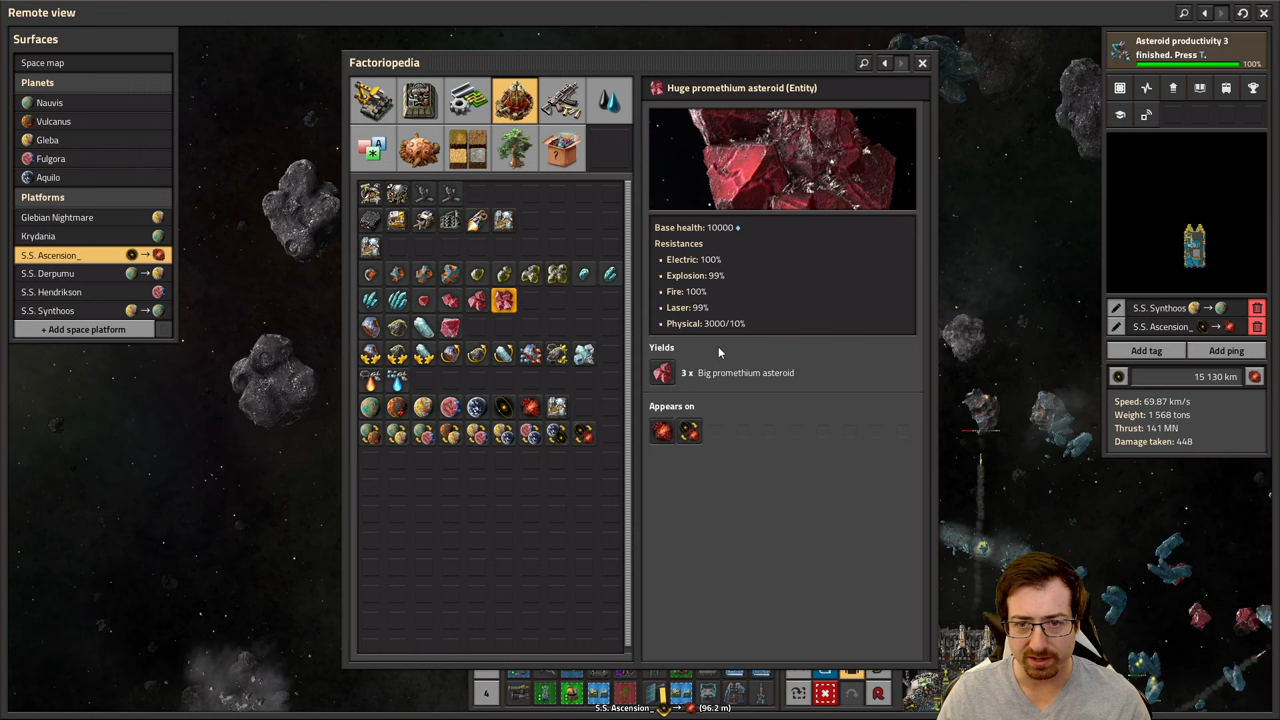 Remote view
Surfaces
Space map
Planets
Nauvis
Vulcanus
Gleba
Fulgora
Aquilo
Platforms
Glebian Nightmare
Krydania
S.S. Ascension_
S.S. Derpumu
S.S. Hendrikson
S.S. Synthoos
+ Add space platform
Factoriopedia
Huge promethium asteroid (Entity)
Base health: 10000
Resistances
• Electric: 100%
• Explosion: 99%
• Fire: 100%
• Laser: 99%
• Physical: 3000/10%
Yields
3 x Big promethium asteroid
Appears on
Asteroid productivity 3
finished. Press T.
100%
S.S. Synthoos
S.S. Ascension_
Add tag
Add ping
15 130 km
Speed: 69.87 km/s
Weight: 1 568 tons
Thrust: 141 MN
Damage taken: 448
4
S.S. Ascension_ (96.2 m)